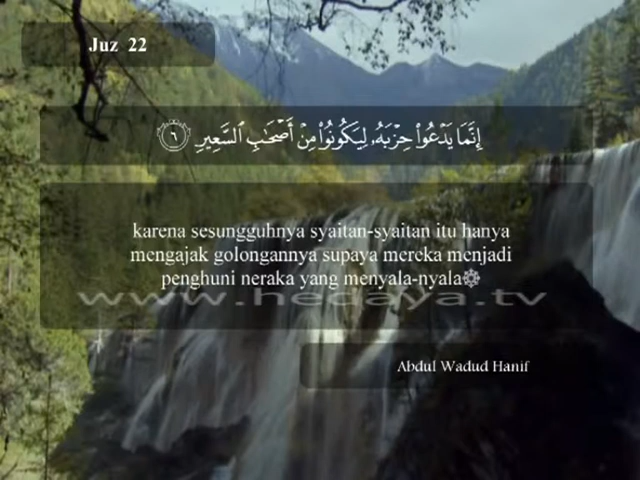 Juz 22
إِنَّمَا يَدْعُوا۟ حِزْبَهُۥ لِيَكُونُوا۟ مِنْ أَصْحَٰبِ ٱلسَّعِيرِ ٦
karena sesungguhnya syaitan-syaitan itu hanya
mengajak golongannya supaya mereka menjadi
penghuni neraka yang menyala-nyala
www.hedaya.tv
Abdul Wadud Hanif